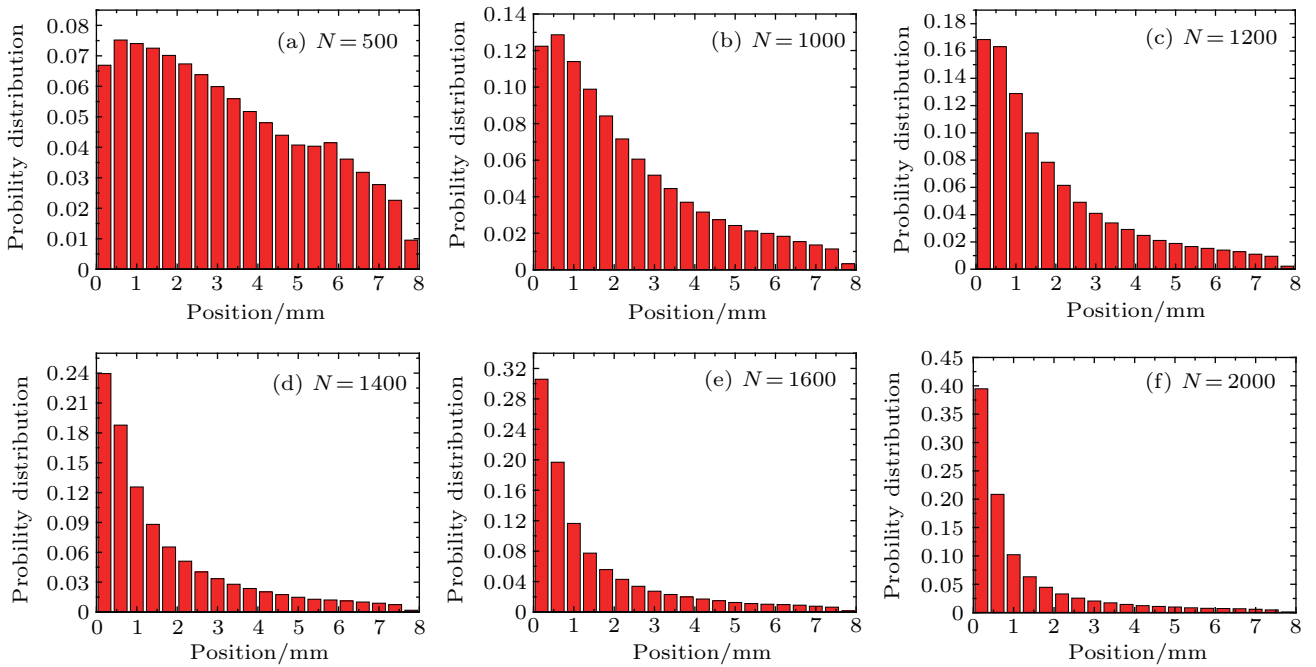 (a) N=500
Probility distribution
0.08
0.07
0.06
0.05
0.04
0.03
0.02
0.01
0
0 1 2 3 4 5 6 7 8
Position/mm
(b) N=1000
Probility distribution
0.14
0.12
0.10
0.08
0.06
0.04
0.02
0
0 1 2 3 4 5 6 7 8
Position/mm
(c) N=1200
Probility distribution
0.18
0.16
0.14
0.12
0.10
0.08
0.06
0.04
0.02
0
0 1 2 3 4 5 6 7 8
Position/mm
(d) N=1400
Probility distribution
0.24
0.21
0.18
0.15
0.12
0.09
0.06
0.03
0
0 1 2 3 4 5 6 7 8
Position/mm
(e) N=1600
Probility distribution
0.32
0.28
0.24
0.20
0.16
0.12
0.08
0.04
0
0 1 2 3 4 5 6 7 8
Position/mm
(f) N=2000
Probility distribution
0.45
0.40
0.35
0.30
0.25
0.20
0.15
0.10
0.05
0
0 1 2 3 4 5 6 7 8
Position/mm